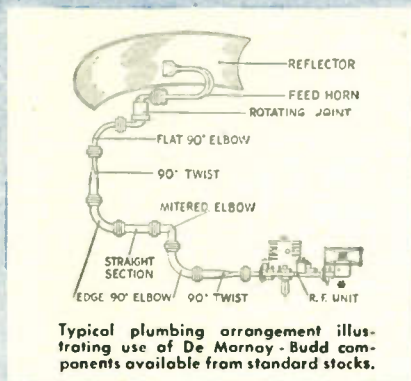 REFLECTOR
FEED HORN
ROTATING JOINT
FLAT 90° ELBOW
90° TWIST
MITERED ELBOW
STRAIGHT
SECTION
EDGE 90° ELBOW
90° TWIST
R.F. UNIT
Typical plumbing arrangement illus-
trating use of De Mornay-Budd com-
ponents available from standard stocks.